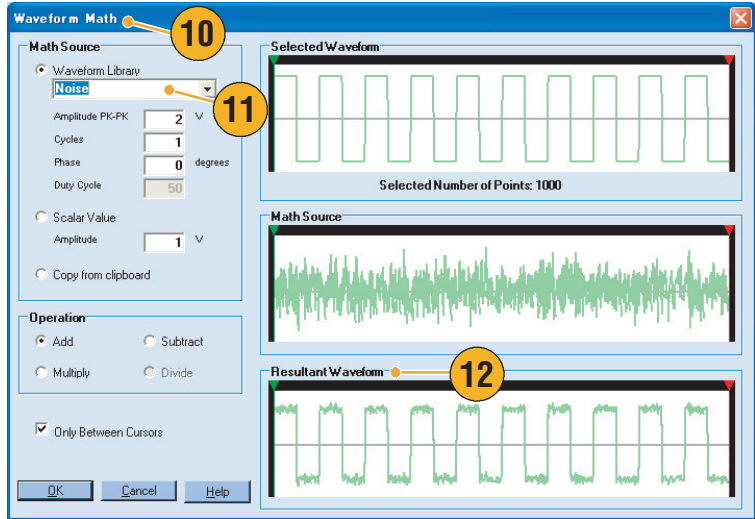 Waveform Math
10
Math Source
Waveform Library
Noise
11
Amplitude PK-PK 2 V
Cycles 1
Phase 0 degrees
Duty Cycle 50
Scalar Value
Amplitude 1 V
Copy from clipboard
Operation
Add Subtract
Multiply Divide
Only Between Cursors
OK Cancel Help
Selected Waveform
Selected Number of Points: 1000
Math Source
Resultant Waveform
12